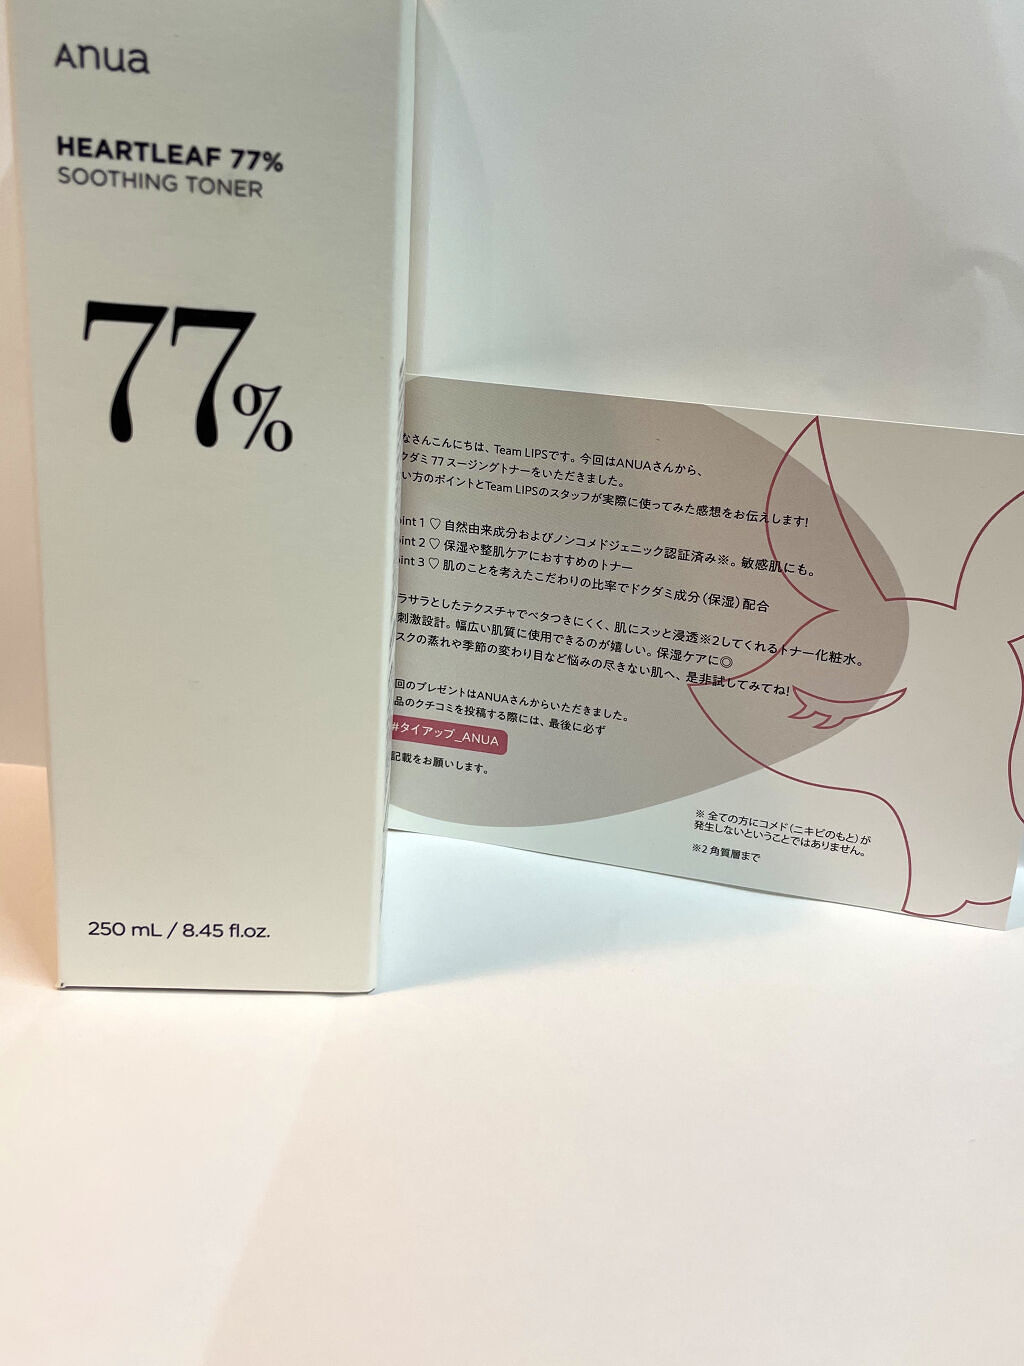 Anua
HEARTLEAF 77%
SOOTHING TONER
77%
250 mL / 8.45 fl.oz.
なさんこんにちは、Team LIPSです。今回はANUAさんから、
クダミ 77 スージングトナーをいただきました。
い方のポイントとTeam LIPSのスタッフが実際に使ってみた感想をお伝えします!
oint 1 ♡ 自然由来成分およびノンコメドジェニック認証済み※。敏感肌にも。
oint 2 ♡ 保湿や整肌ケアにおすすめのトナー
oint 3 ♡ 肌のことを考えたこだわりの比率でドクダミ成分(保湿)配合
ラサラとしたテクスチャでベタつきにくく、肌にスッと浸透※2してくれるトナー化粧水。
刺激設計。幅広い肌質に使用できるのが嬉しい。保湿ケアに◎
スクの蒸れや季節の変わり目など悩みの尽きない肌へ、是非試してみてね!
回のプレゼントはANUAさんからいただきました。
品のクチコミを投稿する際には、最後に必ず
#タイアップ_ANUA
記載をお願いします。
※ 全ての方にコメド(ニキビのもと)が
発生しないということではありません。
※2 角質層まで